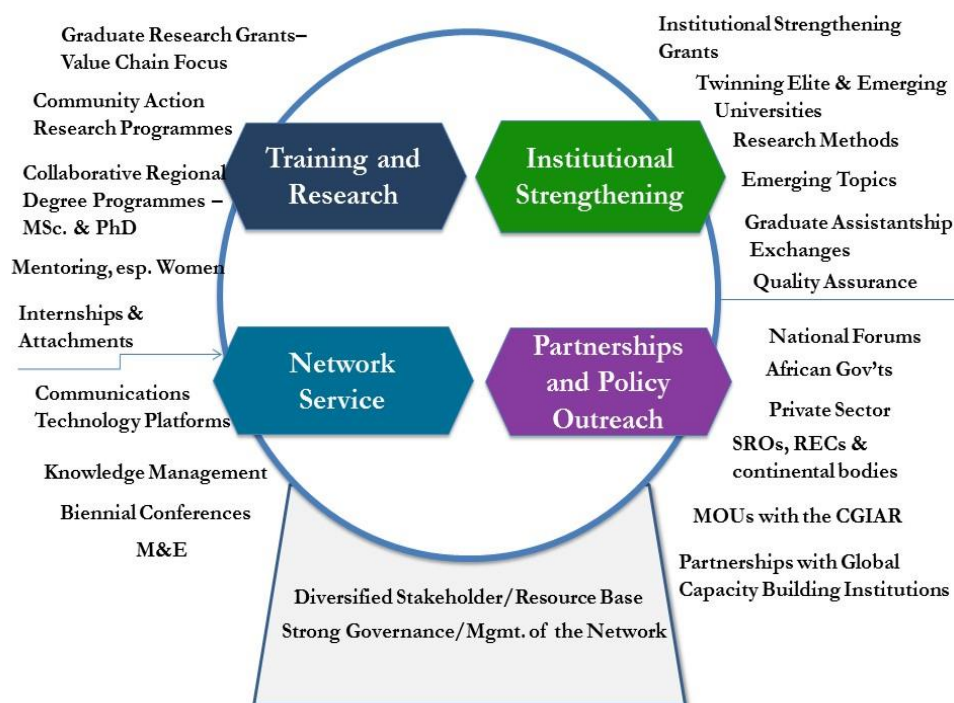 Graduate Research Grants–
Value Chain Focus
Community Action
Research Programmes
Collaborative Regional
Degree Programmes –
MSc. & PhD
Mentoring, esp. Women
Internships &
Attachments
Communications
Technology Platforms
Knowledge Management
Biennial Conferences
M&E
Training and
Research
Institutional
Strengthening
Network
Service
Partnerships
and Policy
Outreach
Institutional Strengthening
Grants
Twinning Elite & Emerging
Universities
Research Methods
Emerging Topics
Graduate Assistantship
Exchanges
Quality Assurance
National Forums
African Gov'ts
Private Sector
SROs, RECs &
continental bodies
MOUs with the CGIAR
Partnerships with Global
Capacity Building Institutions
Diversified Stakeholder/Resource Base
Strong Governance/Mgmt. of the Network